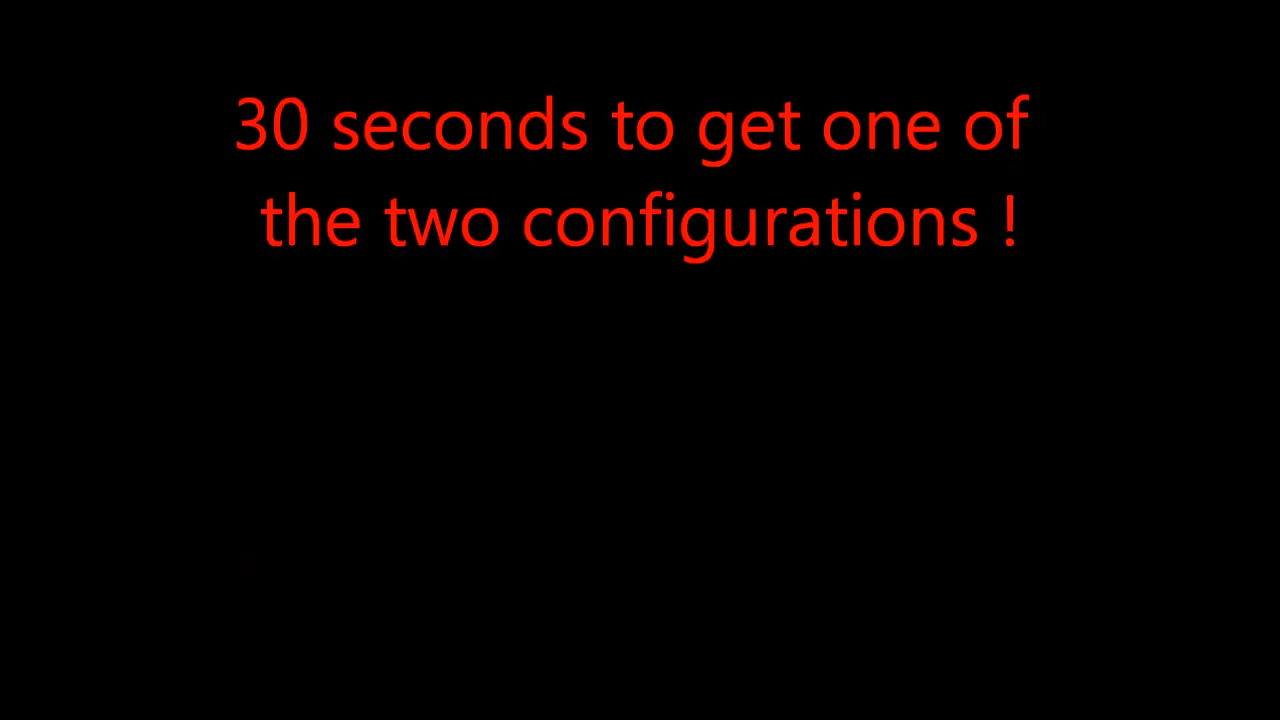 30 seconds to get one of
the two configurations !